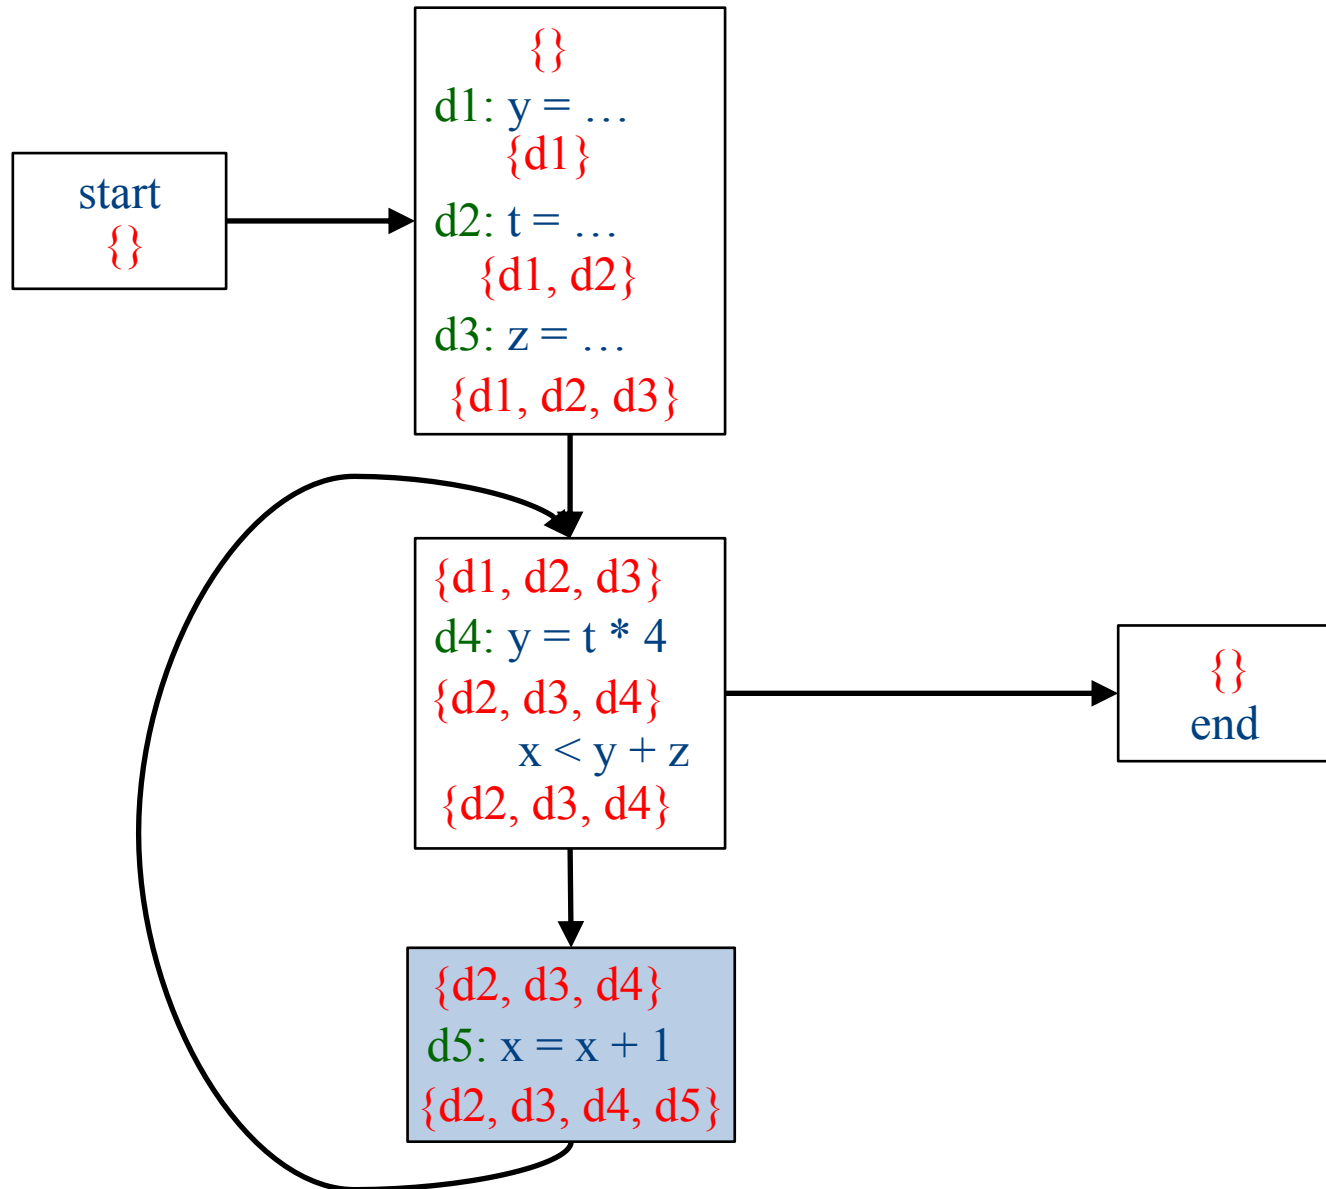 start
{}
{}
d1: y = …
{d1}
d2: t = …
{d1, d2}
d3: z = …
{d1, d2, d3}
{d1, d2, d3}
d4: y = t * 4
{d2, d3, d4}
x < y + z
{d2, d3, d4}
{}
end
{d2, d3, d4}
d5: x = x + 1
{d2, d3, d4, d5}